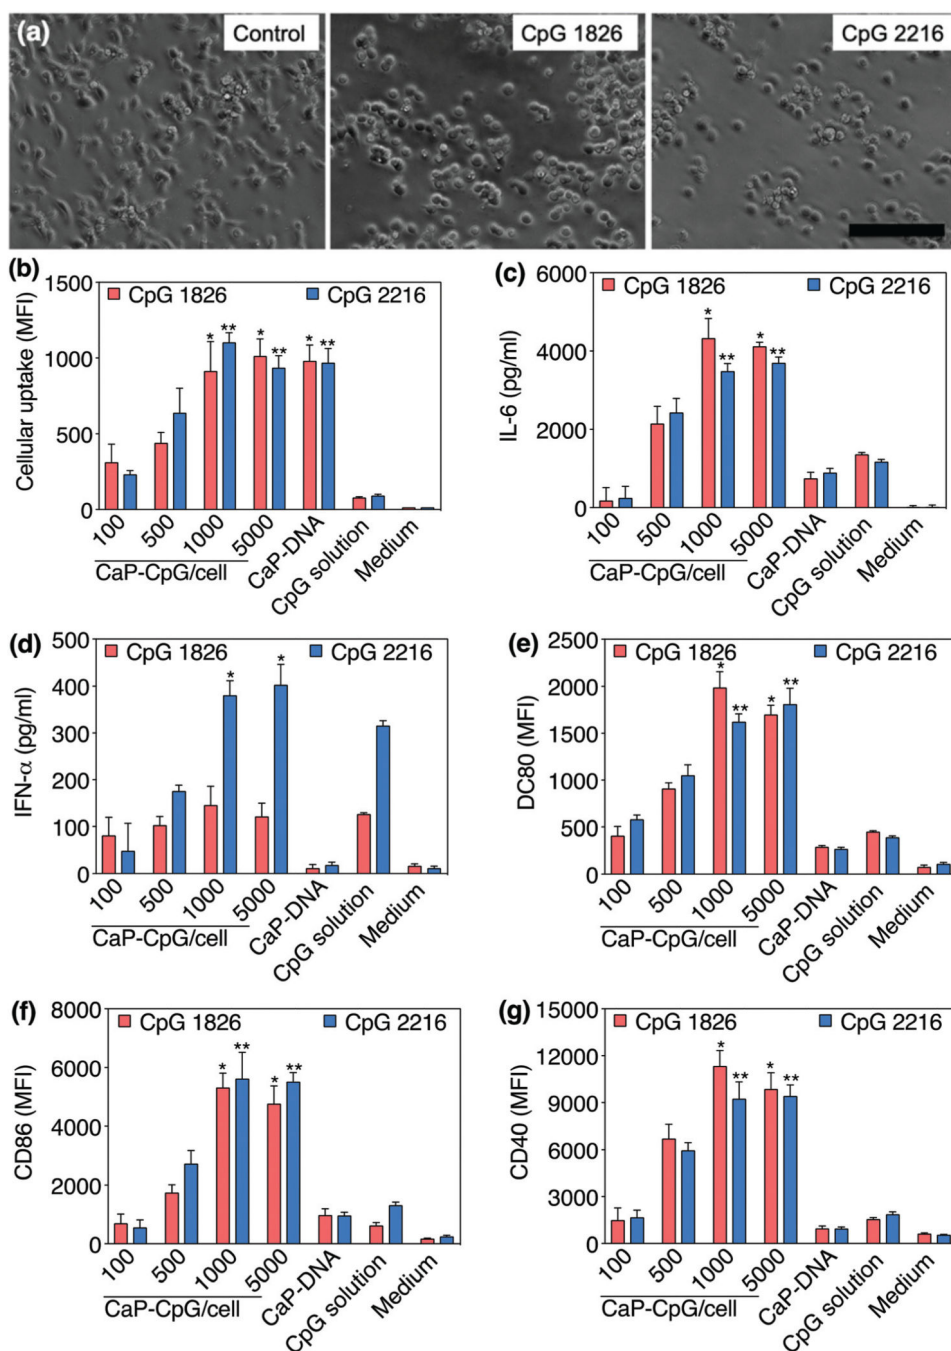 (a)
Control
CpG 1826
CpG 2216
(b)
Cellular uptake (MFI)
1500
1000
500
0
CpG 1826
CpG 2216
*
**
*
**
*
**
100
500
1000
5000
CaP-DNA
CpG solution
Medium
CaP-CpG/cell
(c)
IL-6 (pg/ml)
6000
4000
2000
0
CpG 1826
CpG 2216
*
**
*
**
100
500
1000
5000
CaP-DNA
CpG solution
Medium
CaP-CpG/cell
(d)
IFN-α (pg/ml)
500
400
300
200
100
0
CpG 1826
CpG 2216
*
*
100
500
1000
5000
CaP-DNA
CpG solution
Medium
CaP-CpG/cell
(e)
DC80 (MFI)
2500
2000
1500
1000
500
0
CpG 1826
CpG 2216
*
**
*
**
100
500
1000
5000
CaP-DNA
CpG solution
Medium
CaP-CpG/cell
(f)
CD86 (MFI)
8000
6000
4000
2000
0
CpG 1826
CpG 2216
*
**
*
**
100
500
1000
5000
CaP-DNA
CpG solution
Medium
CaP-CpG/cell
(g)
CD40 (MFI)
15000
12000
9000
6000
3000
0
CpG 1826
CpG 2216
*
**
*
**
100
500
1000
5000
CaP-DNA
CpG solution
Medium
CaP-CpG/cell